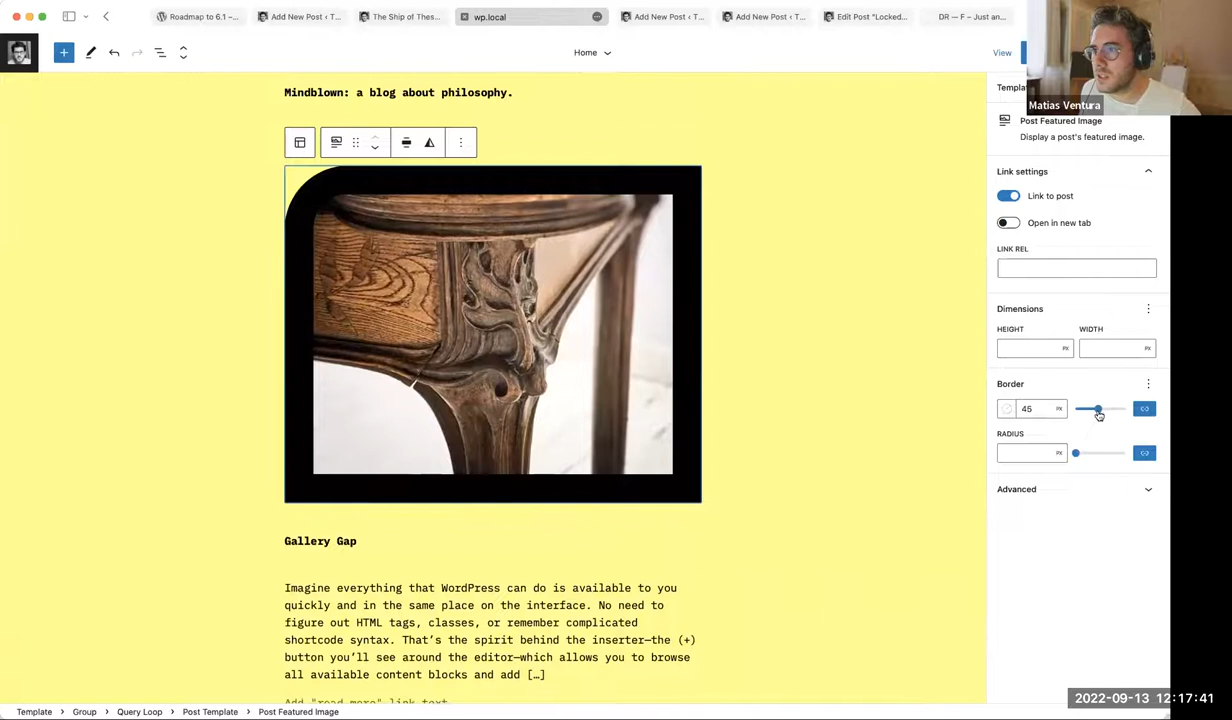 Roadmap to 6.1 –...
Add New Post ‹ T...
The Ship of Thes...
wp.local
Add New Post ‹ T...
Add New Post ‹ T...
Edit Post "Locked...
DR — F – Just an...
Home
View
Matias Ventura
Templa
Post Featured Image
Display a post's featured image.
Link settings
Link to post
Open in new tab
LINK REL
Dimensions
HEIGHT WIDTH
PX PX
Border
45 PX
RADIUS
PX
Advanced
Mindblown: a blog about philosophy.
Gallery Gap
Imagine everything that WordPress can do is available to you
quickly and in the same place on the interface. No need to
figure out HTML tags, classes, or remember complicated
shortcode syntax. That's the spirit behind the inserter—the (+)
button you'll see around the editor—which allows you to browse
all available content blocks and add […]
Add "read more" link text
Template › Group › Query Loop › Post Template › Post Featured Image
2022-09-13 12:17:41